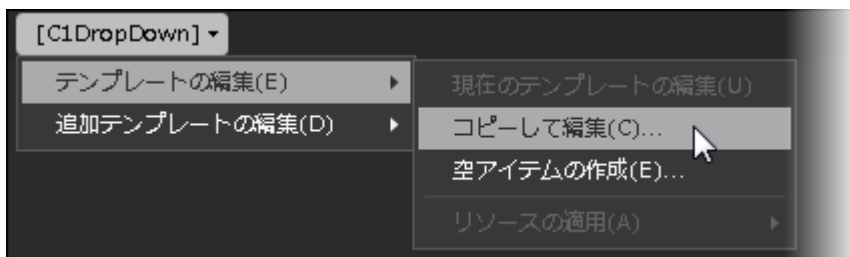 [C1DropDown]
テンプレートの編集(E)
追加テンプレートの編集(D)
現在のテンプレートの編集(U)
コピーして編集(C)...
空アイテムの作成(E)...
リソースの適用(A)